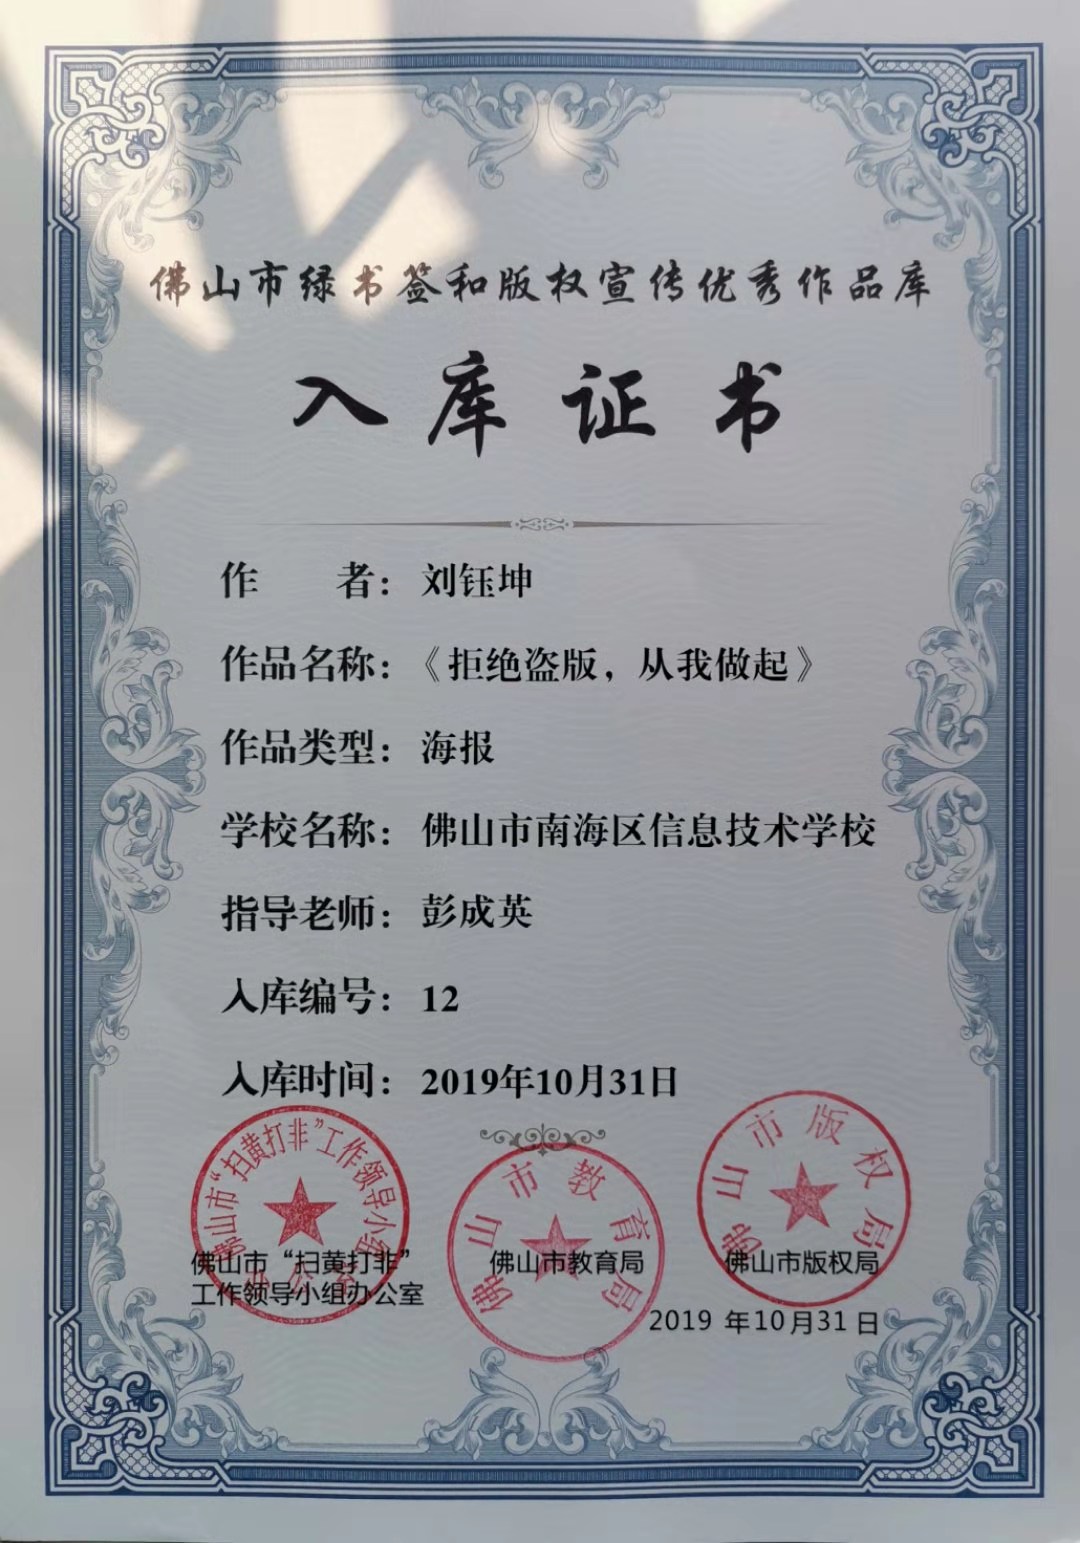 佛山市绿书签和版权宣传优秀作品库
入库证书
作 者：刘钰坤
作品名称：《拒绝盗版，从我做起》
作品类型：海报
学校名称：佛山市南海区信息技术学校
指导老师：彭成英
入库编号：12
入库时间：2019年10月31日
佛山市“扫黄打非”工作领导小组
办公室
佛山市“扫黄打非”
工作领导小组办公室
佛山市教育局
佛山市教育局
佛山市版权局
佛山市版权局
2019 年10月31日